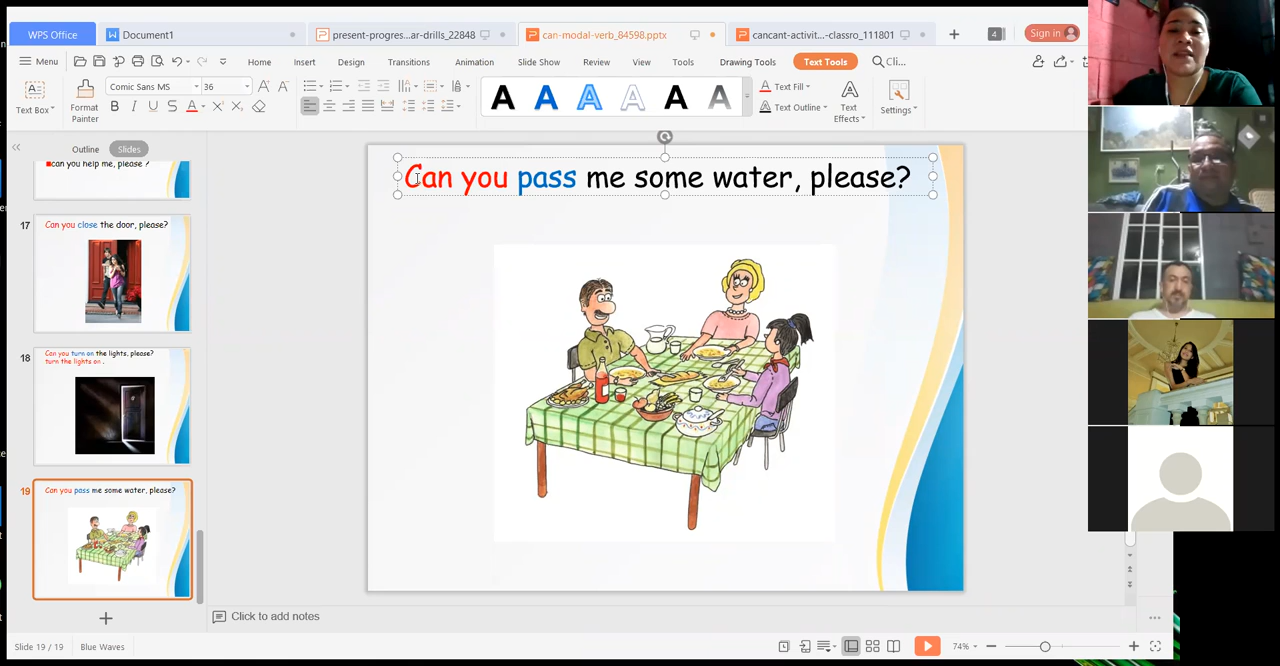 WPS Office
Document1
present-progres...ar-drills_22848
can-modal-verb_84598.pptx
cancant-activit...-classro_111801
4
Sign in
Menu
Home
Insert
Design
Transitions
Animation
Slide Show
Review
View
Tools
Drawing Tools
Text Tools
Cli...
Text Box
Format Painter
Comic Sans MS
36
Text Fill
Text Outline
Text Effects
Settings
Outline
Slides
can you help me, please ?
17
Can you close the door, please?
18
Can you turn on the lights, please?
turn the lights on .
19
Can you pass me some water, please?
Can you pass me some water, please?
Click to add notes
Slide 19 / 19
Blue Waves
74%